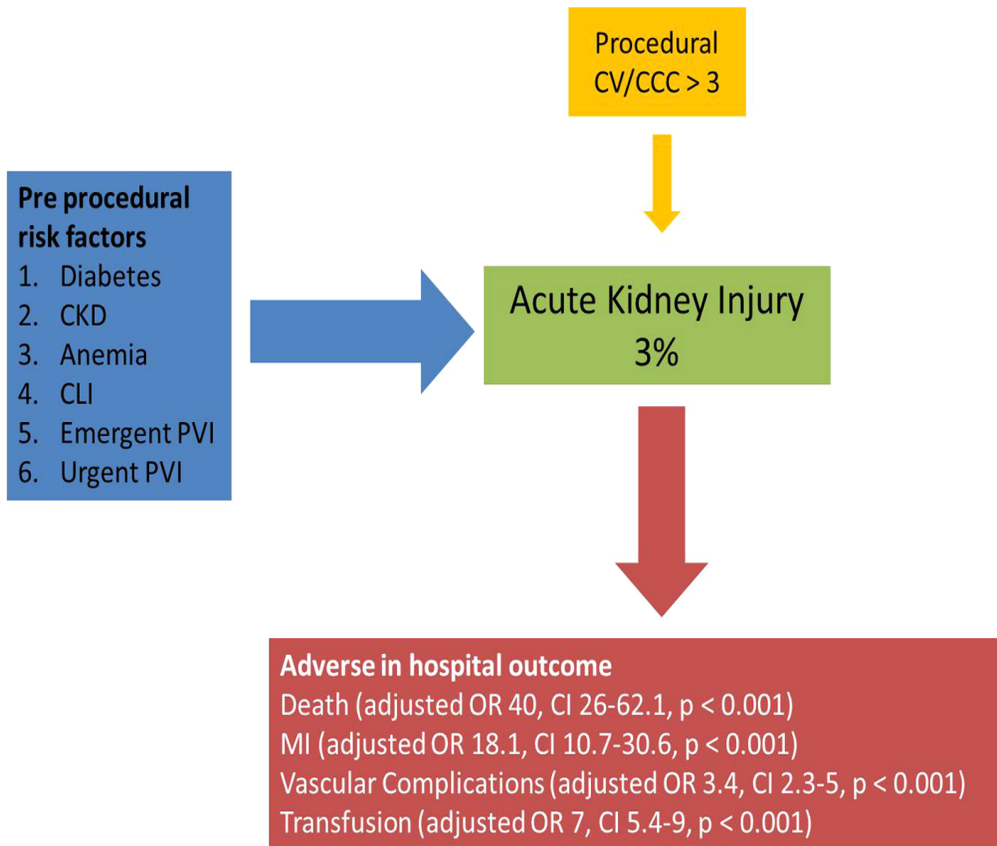 Procedural
CV/CCC > 3
Pre procedural
risk factors
1. Diabetes
2. CKD
3. Anemia
4. CLI
5. Emergent PVI
6. Urgent PVI
Acute Kidney Injury
3%
Adverse in hospital outcome
Death (adjusted OR 40, CI 26-62.1, p < 0.001)
MI (adjusted OR 18.1, CI 10.7-30.6, p < 0.001)
Vascular Complications (adjusted OR 3.4, CI 2.3-5, p < 0.001)
Transfusion (adjusted OR 7, CI 5.4-9, p < 0.001)